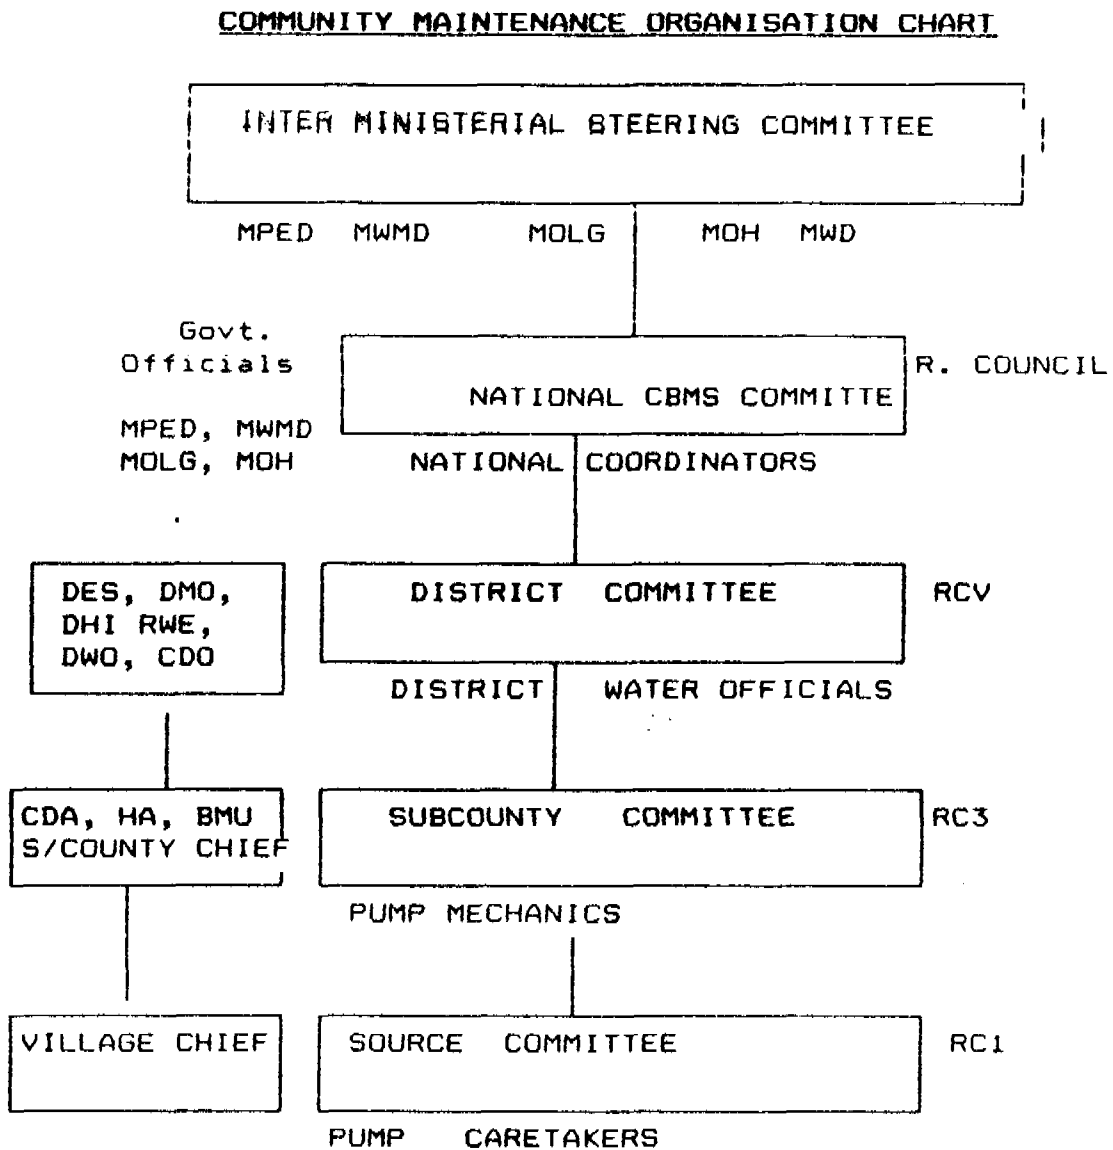 COMMUNITY MAINTENANCE ORGANISATION CHART
INTER MINISTERIAL STEERING COMMITTEE
MPED MWMD MOLG MOH MWD
Govt.
Officials
R. COUNCIL
NATIONAL CBMS COMMITTE
MPED, MWMD
MOLG, MOH
NATIONAL COORDINATORS
DES, DMO,
DHI RWE,
DWO, CDO
DISTRICT COMMITTEE
RCV
DISTRICT WATER OFFICIALS
CDA, HA, BMU
S/COUNTY CHIEF
SUBCOUNTY COMMITTEE
RC3
PUMP MECHANICS
VILLAGE CHIEF
SOURCE COMMITTEE
RC1
PUMP CARETAKERS